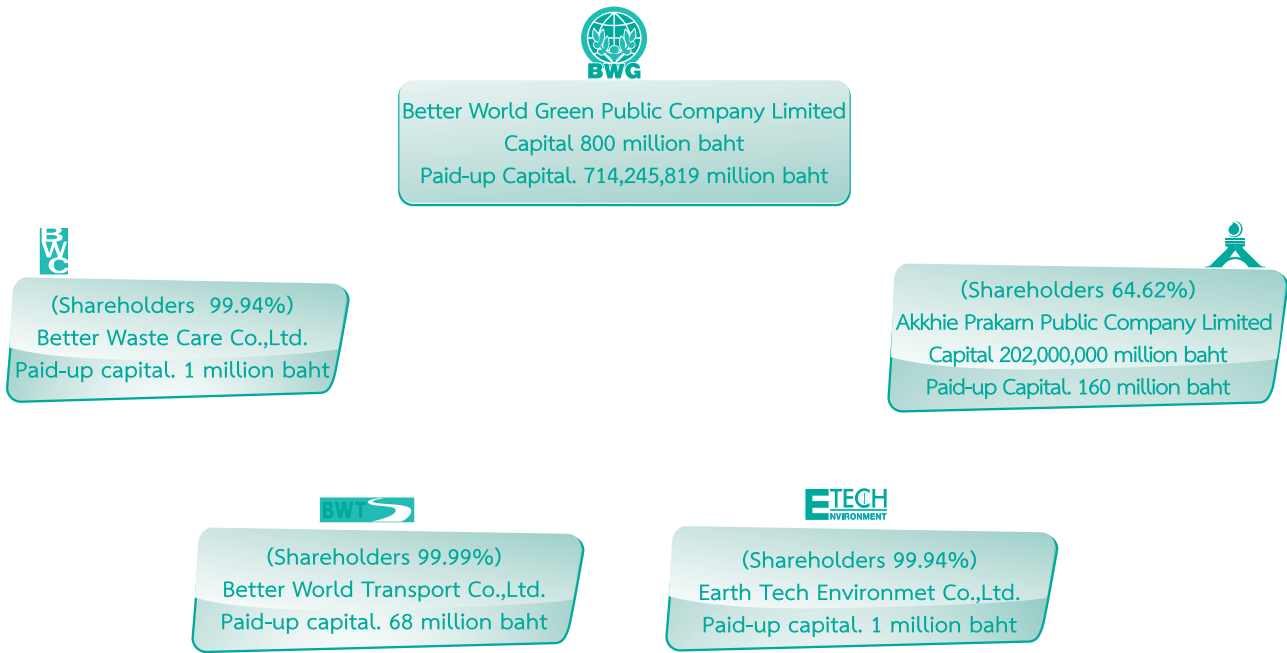 BWG
Better World Green Public Company Limited
Capital 800 million baht
Paid-up Capital. 714,245,819 million baht
BWC
(Shareholders 99.94%)
Better Waste Care Co.,Ltd.
Paid-up capital. 1 million baht
(Shareholders 64.62%)
Akkhie Prakarn Public Company Limited
Capital 202,000,000 million baht
Paid-up Capital. 160 million baht
BWT
(Shareholders 99.99%)
Better World Transport Co.,Ltd.
Paid-up capital. 68 million baht
ETECH
NVIRONMENT
(Shareholders 99.94%)
Earth Tech Environmet Co.,Ltd.
Paid-up capital. 1 million baht